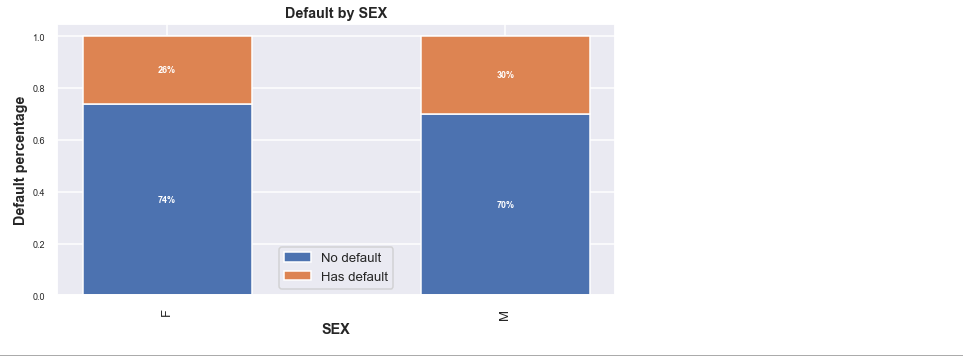 Default by SEX
Default percentage
1.0
0.8
0.6
0.4
0.2
0.0
26%
30%
74%
70%
No default
Has default
F
M
SEX